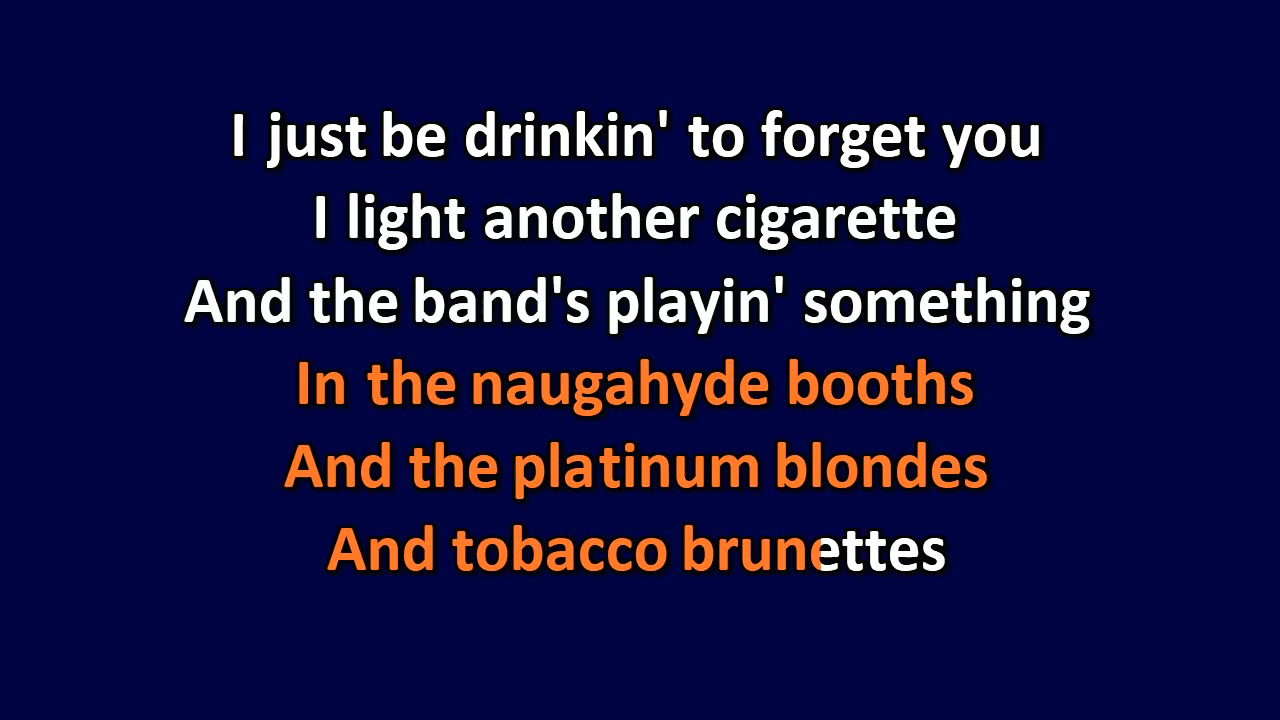 I just be drinkin' to forget you
I light another cigarette
And the band's playin' something
In the naugahyde booths
And the platinum blondes
And tobacco brunettes